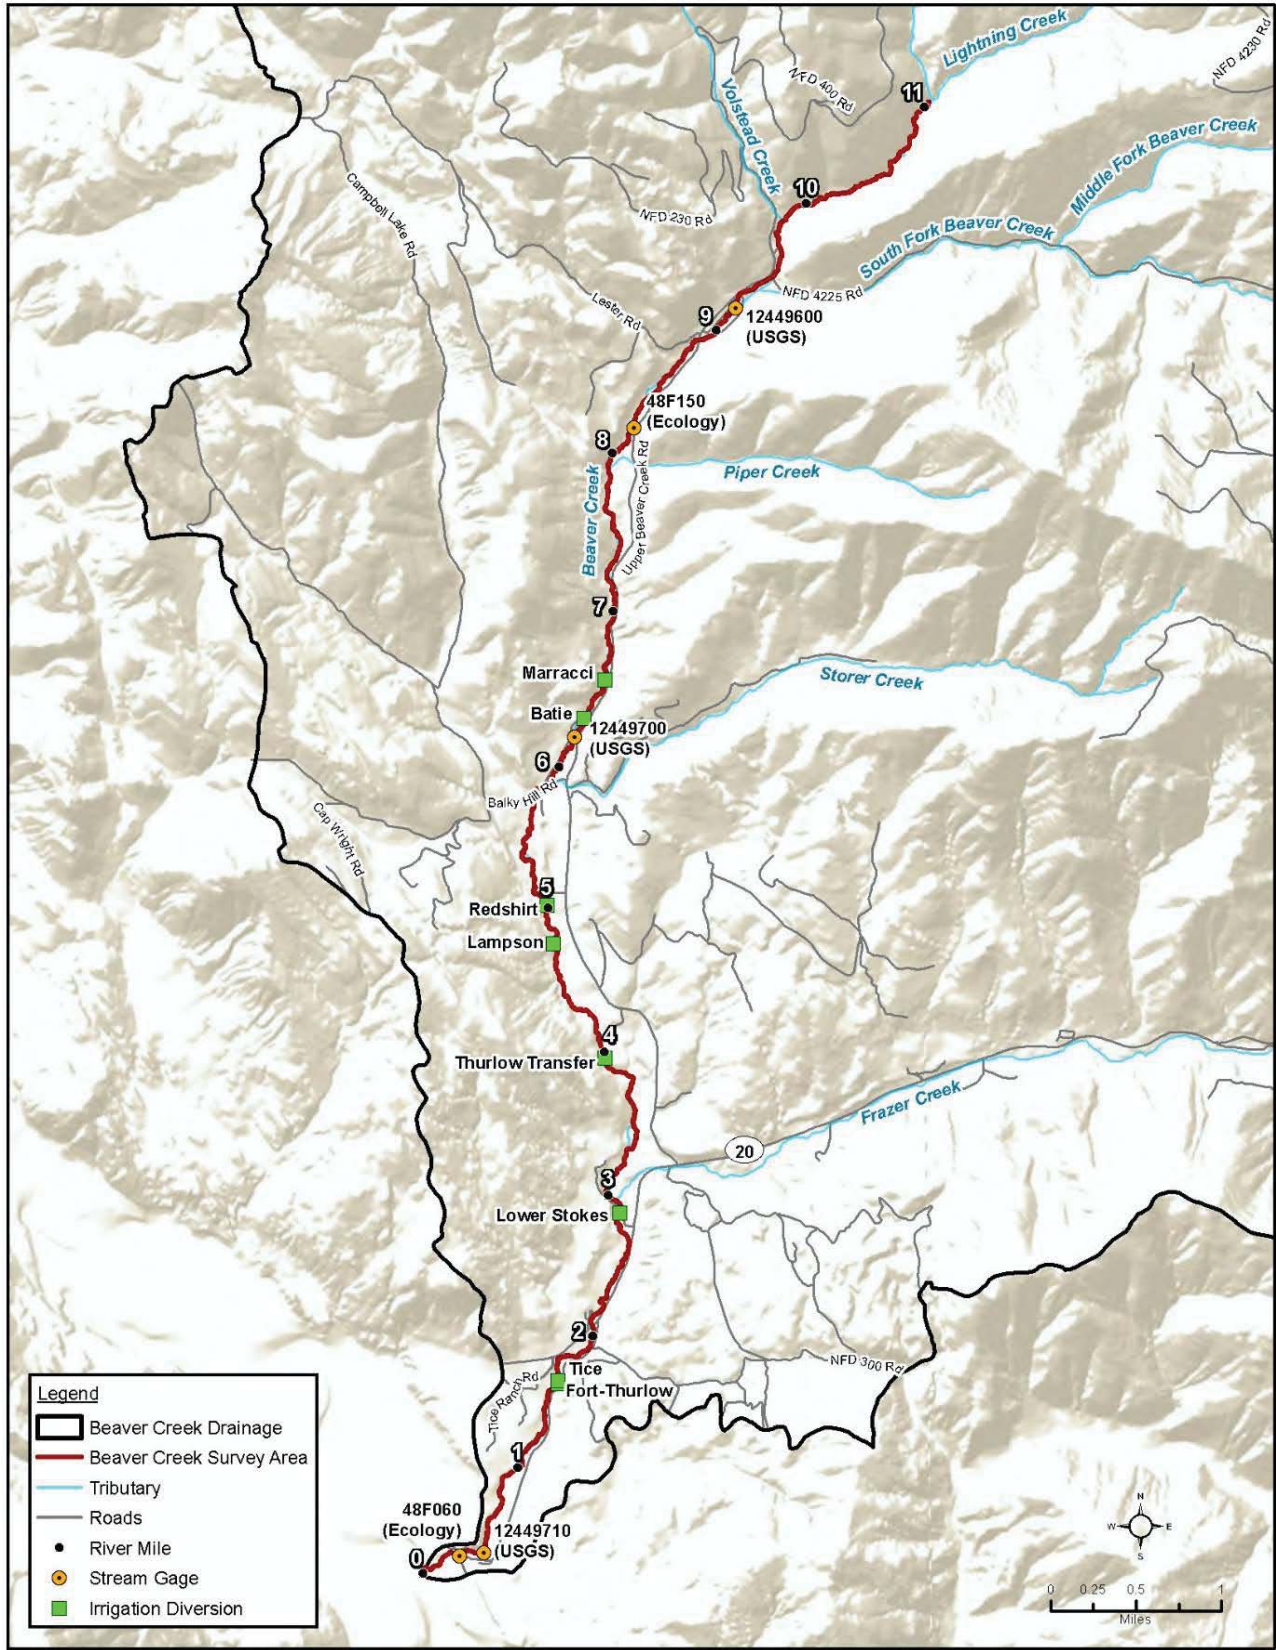 Lightning Creek
NFD 4230 Rd
NFD 400 Rd
Volstead Creek
11
Middle Fork Beaver Creek
10
Campbell Lake Rd
NFD 230 Rd
South Fork Beaver Creek
NFD 4225 Rd
Lester Rd
9
12449600
(USGS)
48F150
(Ecology)
8
Piper Creek
Beaver Creek
Upper Beaver Creek Rd
7
Marracci
Storer Creek
Batie
12449700
(USGS)
6
Balky Hill Rd
Cap Wright Rd
5
Redshirt
Lampson
4
Thurlow Transfer
Frazer Creek
20
3
Lower Stokes
2
NFD 300 Rd
Tice
Fort-Thurlow
Tice Ranch Rd
1
48F060
(Ecology)
12449710
(USGS)
0
Legend
Beaver Creek Drainage
Beaver Creek Survey Area
Tributary
Roads
River Mile
Stream Gage
Irrigation Diversion
N
W
E
S
0 0.25 0.5 1
Miles